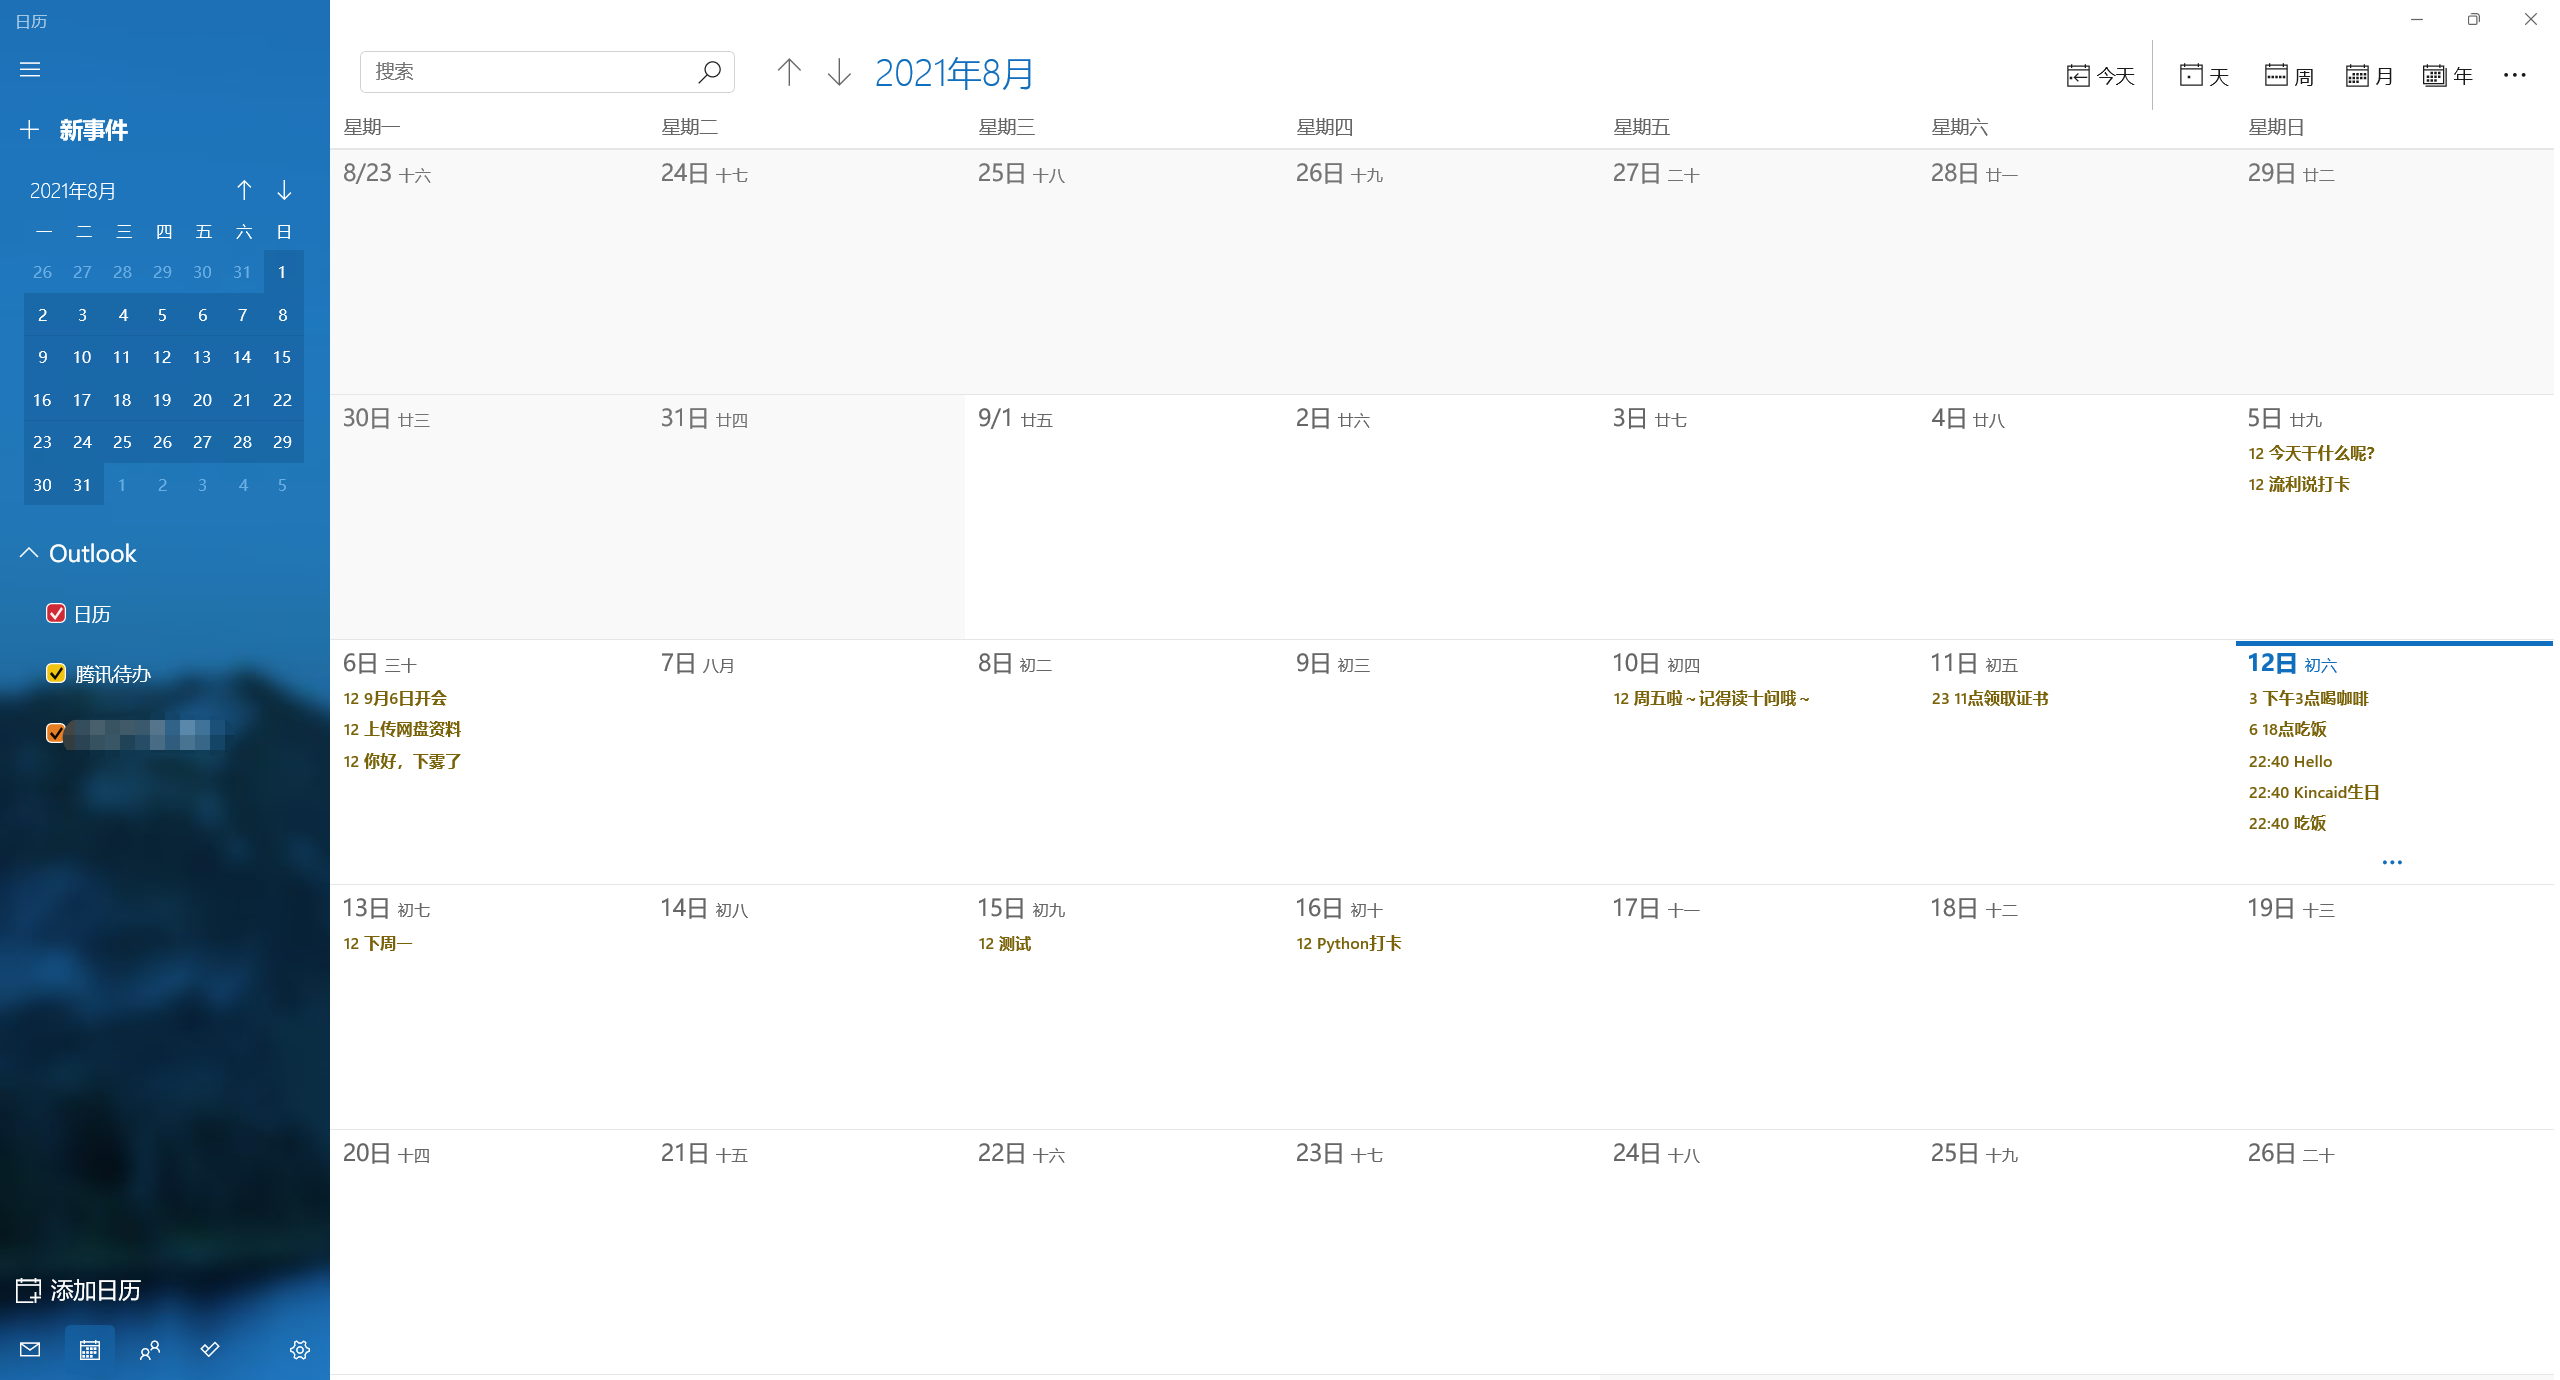 日历
新事件
2021年8月
一 二 三 四 五 六 日
26 27 28 29 30 31 1
2 3 4 5 6 7 8
9 10 11 12 13 14 15
16 17 18 19 20 21 22
23 24 25 26 27 28 29
30 31 1 2 3 4 5
Outlook
日历
腾讯待办
添加日历
搜索
2021年8月
今天 天 周 月 年
星期一 星期二 星期三 星期四 星期五 星期六 星期日
8/23 十六 24日 十七 25日 十八 26日 十九 27日 二十 28日 廿一 29日 廿二
30日 廿三 31日 廿四 9/1 廿五 2日 廿六 3日 廿七 4日 廿八 5日 廿九
12 今天干什么呢?
12 流利说打卡
6日 三十 7日 八月 8日 初二 9日 初三 10日 初四 11日 初五 12日 初六
12 9月6日开会 12 周五啦～记得读十问哦～ 23 11点领取证书 3 下午3点喝咖啡
12 上传网盘资料 6 18点吃饭
12 你好，下雾了 22:40 Hello
22:40 Kincaid生日
22:40 吃饭
13日 初七 14日 初八 15日 初九 16日 初十 17日 十一 18日 十二 19日 十三
12 下周一 12 测试 12 Python打卡
20日 十四 21日 十五 22日 十六 23日 十七 24日 十八 25日 十九 26日 二十